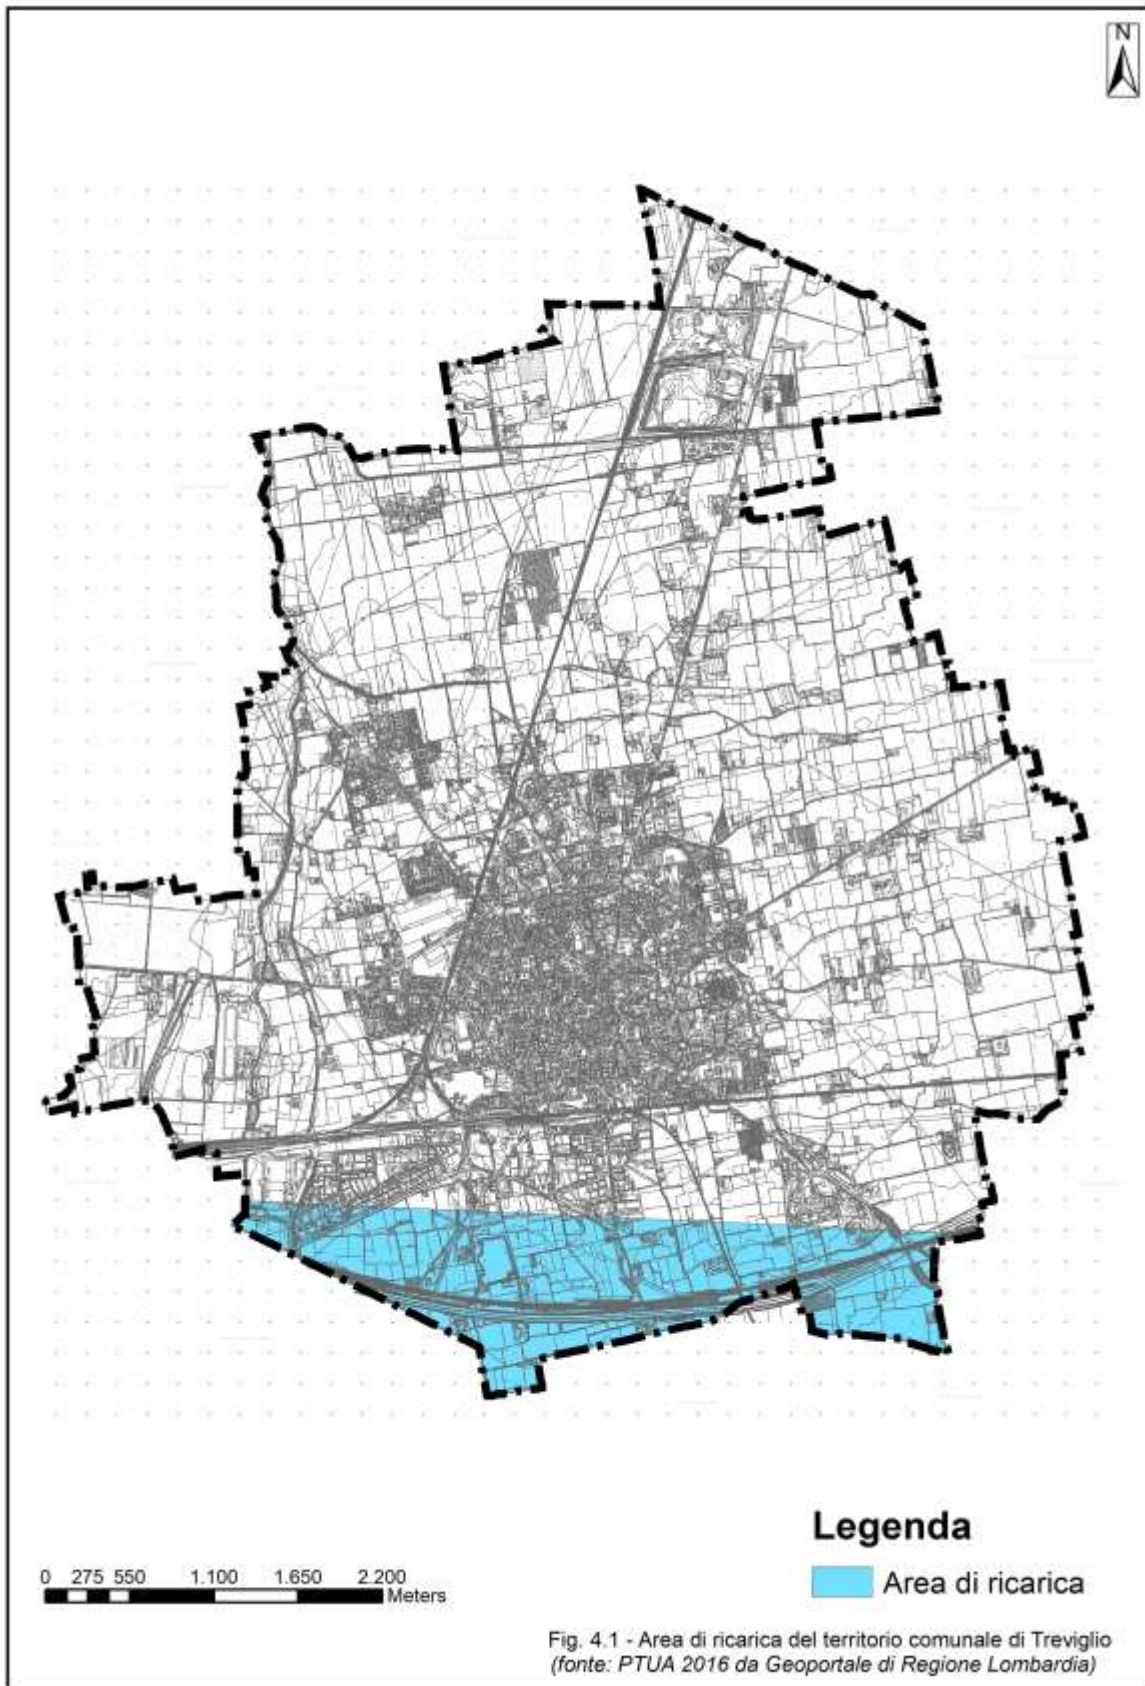 N
Legenda
Area di ricarica
0 275 550 1.100 1.650 2.200
Meters
Fig. 4.1 - Area di ricarica del territorio comunale di Treviglio
(fonte: PTUA 2016 da Geoportale di Regione Lombardia)